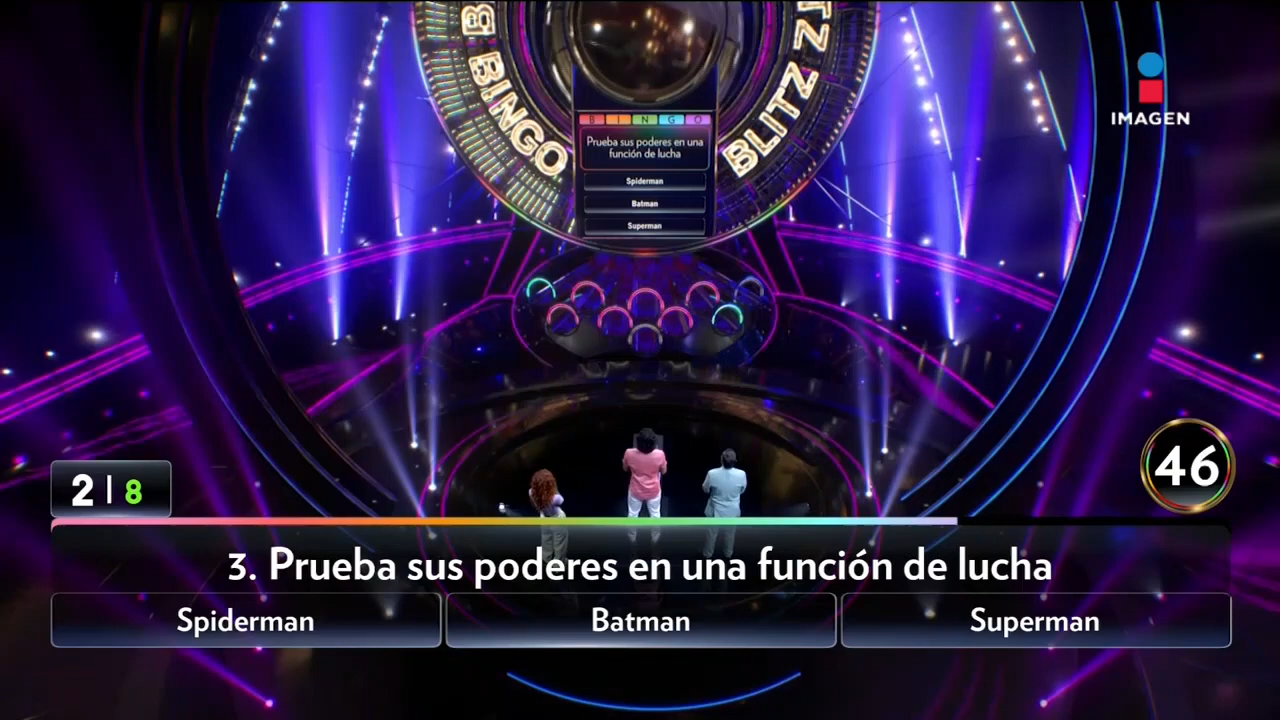 B
BINGO
BLITZ
B I N G O
Prueba sus poderes en una
función de lucha
Spiderman
Batman
Superman
IMAGEN
46
2 | 8
3. Prueba sus poderes en una función de lucha
Spiderman
Batman
Superman